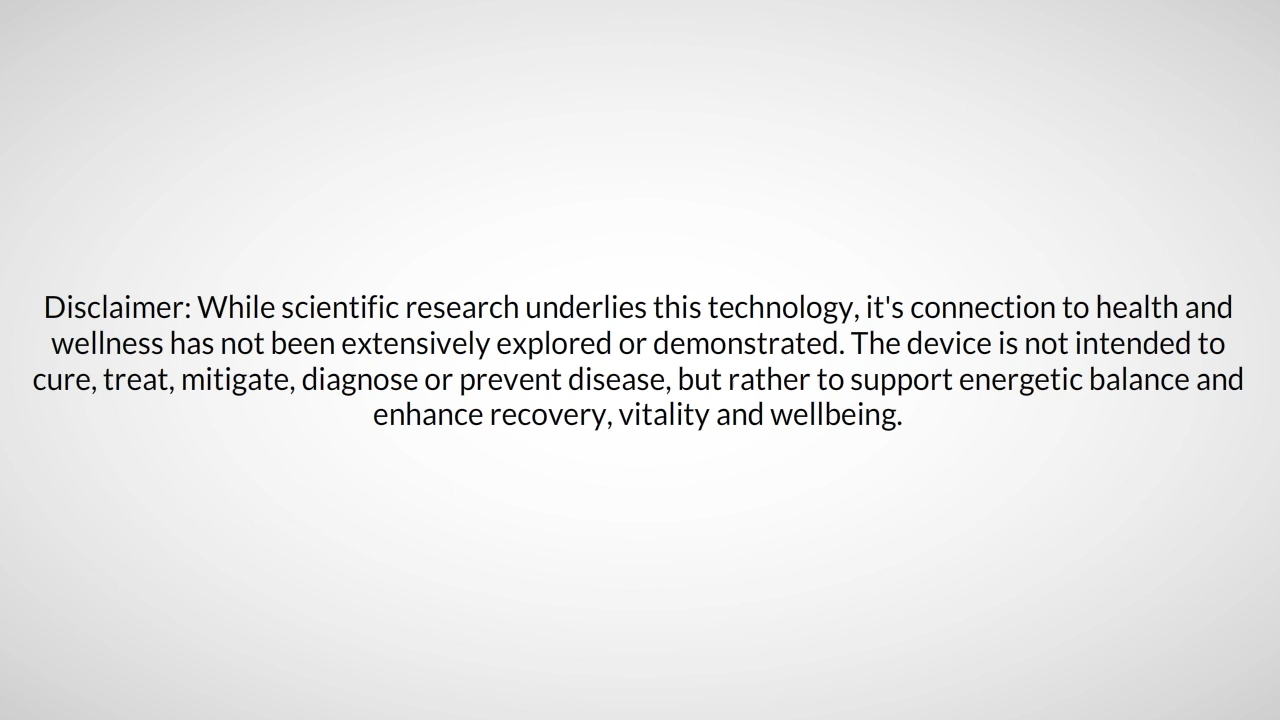 Disclaimer: While scientific research underlies this technology, it's connection to health and
wellness has not been extensively explored or demonstrated. The device is not intended to
cure, treat, mitigate, diagnose or prevent disease, but rather to support energetic balance and
enhance recovery, vitality and wellbeing.